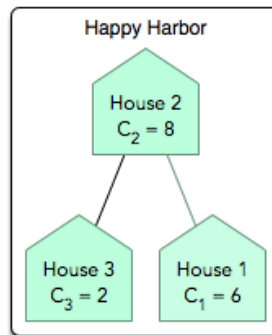 Happy Harbor
House 2
C₂ = 8
House 3
C₃ = 2
House 1
C₁ = 6